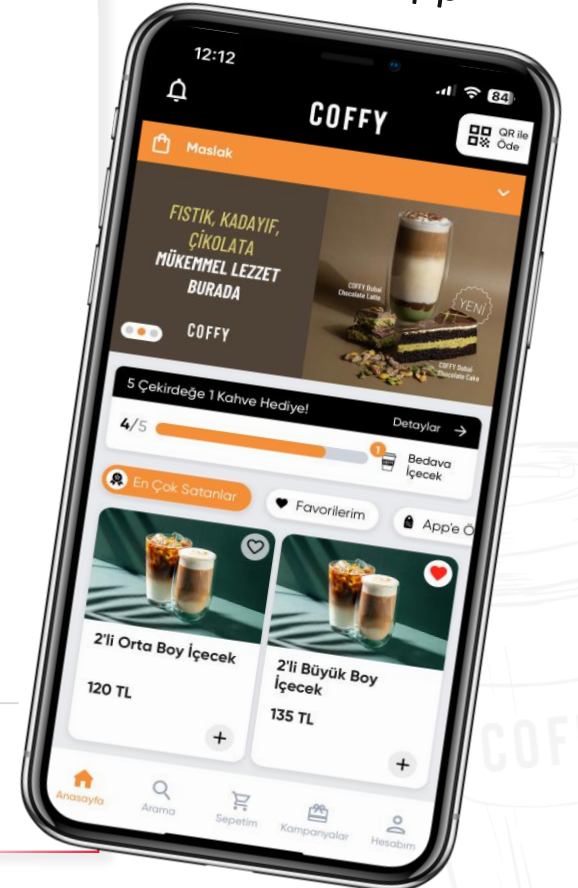 12:12
84
COFFY
QR ile
Öde
Maslak
FISTIK, KADAYIF,
ÇİKOLATA
MÜKEMMEL LEZZET
BURADA
COFFY
COFFY Dubai
Chocolate Latte
YENİ
COFFY Dubai
Chocolate Cake
5 Çekirdeğe 1 Kahve Hediye!
Detaylar →
4/5
1
Bedava
İçecek
En Çok Satanlar
Favorilerim
App'e Ö
2'li Orta Boy İçecek
120 TL
+
2'li Büyük Boy
İçecek
135 TL
+
Anasayfa
Arama
Sepetim
Kampanyalar
Hesabım
COF